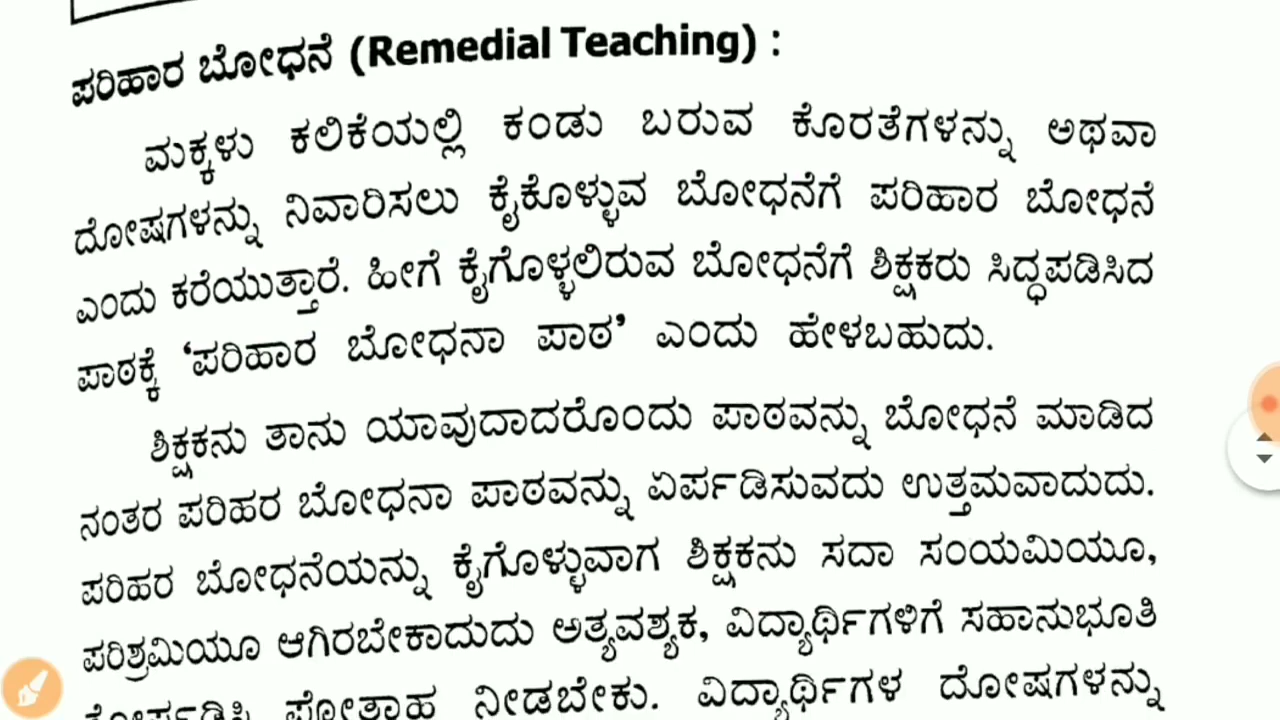 ಪರಿಹಾರ ಬೋಧನೆ (Remedial Teaching) :
ಮಕ್ಕಳು ಕಲಿಕೆಯಲ್ಲಿ ಕಂಡು ಬರುವ ಕೊರತೆಗಳನ್ನು ಅಥವಾ
ದೋಷಗಳನ್ನು ನಿವಾರಿಸಲು ಕೈಕೊಳ್ಳುವ ಬೋಧನೆಗೆ ಪರಿಹಾರ ಬೋಧನೆ
ಎಂದು ಕರೆಯುತ್ತಾರೆ. ಹೀಗೆ ಕೈಗೊಳ್ಳಲಿರುವ ಬೋಧನೆಗೆ ಶಿಕ್ಷಕರು ಸಿದ್ಧಪಡಿಸಿದ
ಪಾಠಕ್ಕೆ ‘ಪರಿಹಾರ ಬೋಧನಾ ಪಾಠ’ ಎಂದು ಹೇಳಬಹುದು.
ಶಿಕ್ಷಕನು ತಾನು ಯಾವುದಾದರೊಂದು ಪಾಠವನ್ನು ಬೋಧನೆ ಮಾಡಿದ
ನಂತರ ಪರಿಹರ ಬೋಧನಾ ಪಾಠವನ್ನು ಏರ್ಪಡಿಸುವದು ಉತ್ತಮವಾದುದು.
ಪರಿಹರ ಬೋಧನೆಯನ್ನು ಕೈಗೊಳ್ಳುವಾಗ ಶಿಕ್ಷಕನು ಸದಾ ಸಂಯಮಿಯೂ,
ಪರಿಶ್ರಮಿಯೂ ಆಗಿರಬೇಕಾದುದು ಅತ್ಯವಶ್ಯಕ, ವಿದ್ಯಾರ್ಥಿಗಳಿಗೆ ಸಹಾನುಭೂತಿ
ನೀಡಬೇಕು. ವಿದ್ಯಾರ್ಥಿಗಳ ದೋಷಗಳನ್ನು